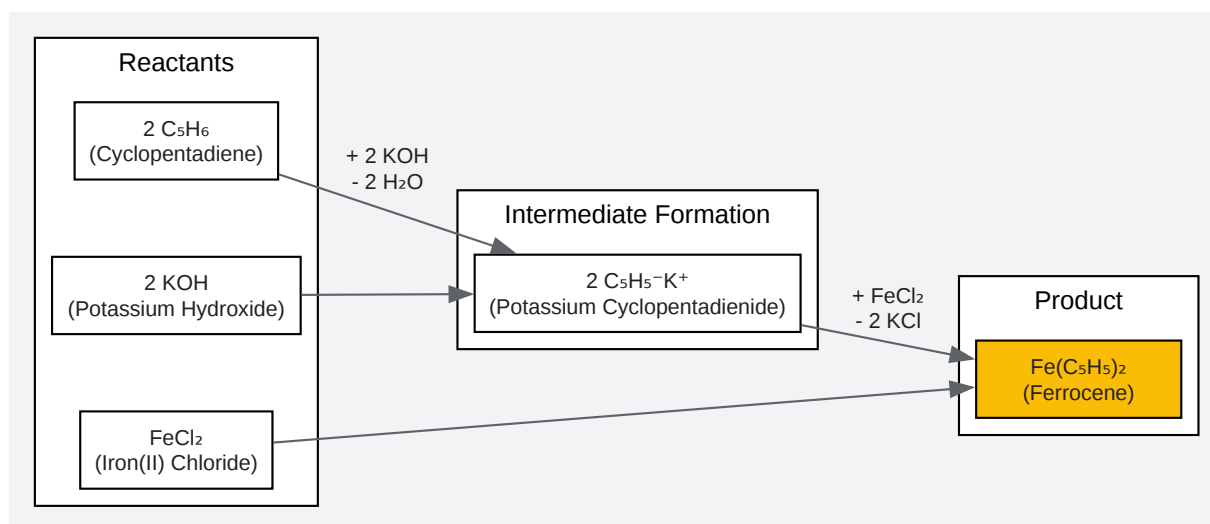 Reactants
2 C₅H₆
(Cyclopentadiene)
+ 2 KOH
- 2 H₂O
2 KOH
(Potassium Hydroxide)
FeCl₂
(Iron(II) Chloride)
Intermediate Formation
2 C₅H₅⁻K⁺
(Potassium Cyclopentadienide)
+ FeCl₂
- 2 KCl
Product
Fe(C₅H₅)₂
(Ferrocene)